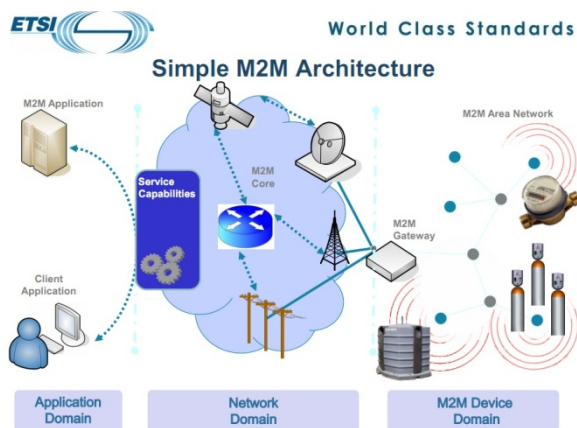 ETSI
World Class Standards
Simple M2M Architecture
M2M Application
Service
Capabilities
M2M
Core
M2M Area Network
M2M
Gateway
Client
Application
Application
Domain
Network
Domain
M2M Device
Domain